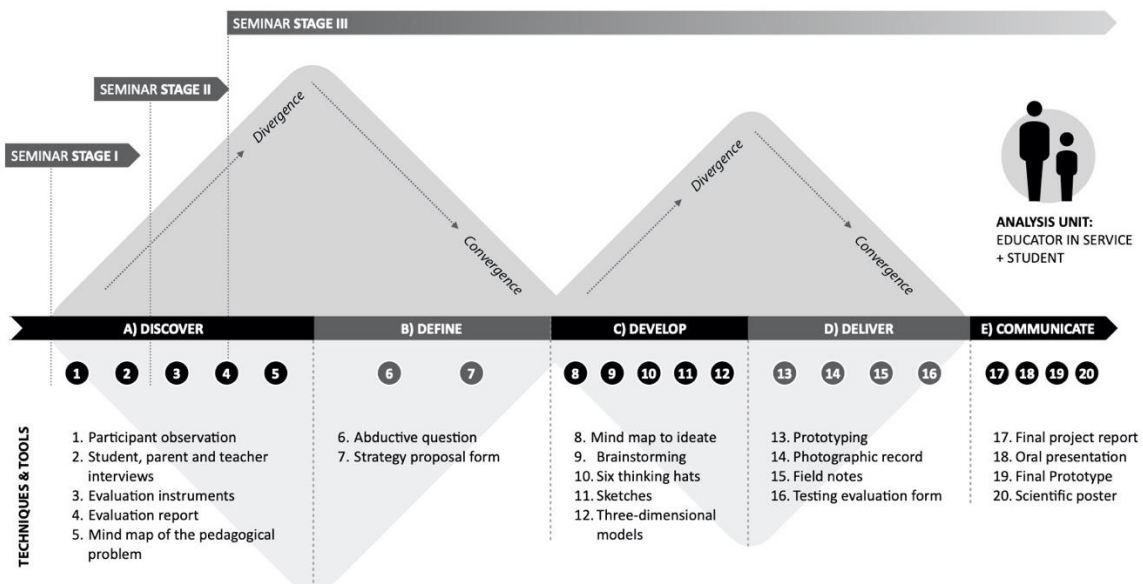 SEMINAR STAGE III
SEMINAR STAGE II
SEMINAR STAGE I
Divergence
Convergence
Divergence
Convergence
ANALYSIS UNIT:
EDUCATOR IN SERVICE
+ STUDENT
A) DISCOVER
B) DEFINE
C) DEVELOP
D) DELIVER
E) COMMUNICATE
1 2 3 4 5
6 7
8 9 10 11 12
13 14 15 16
17 18 19 20
TECHNIQUES & TOOLS
1. Participant observation
2. Student, parent and teacher
interviews
3. Evaluation instruments
4. Evaluation report
5. Mind map of the pedagogical
problem
6. Abductive question
7. Strategy proposal form
8. Mind map to ideate
9. Brainstorming
10. Six thinking hats
11. Sketches
12. Three-dimensional
models
13. Prototyping
14. Photographic record
15. Field notes
16. Testing evaluation form
17. Final project report
18. Oral presentation
19. Final Prototype
20. Scientific poster